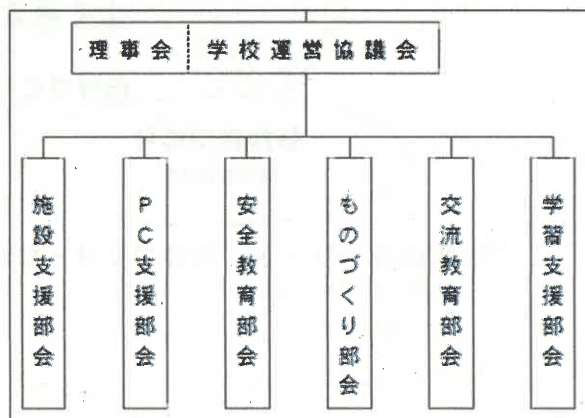 理事会 学校運営協議会
施設支援部会
PC支援部会
安全教育部会
ものづくり部会
交流教育部会
学習支援部会